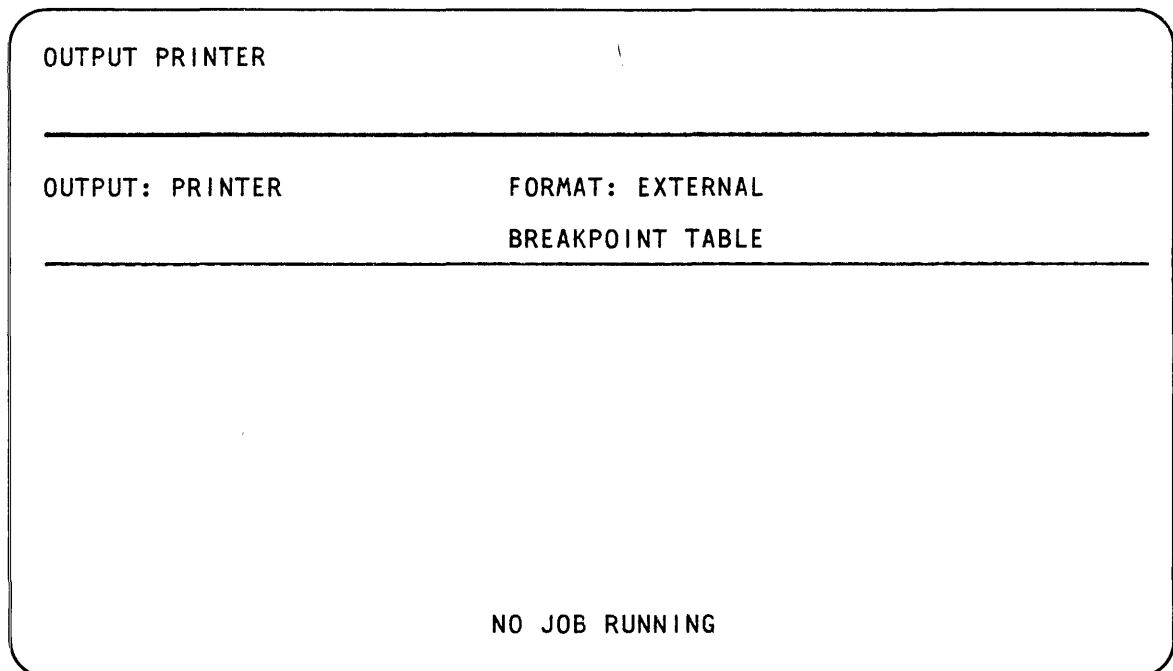 OUTPUT PRINTER
OUTPUT: PRINTER FORMAT: EXTERNAL
BREAKPOINT TABLE
NO JOB RUNNING